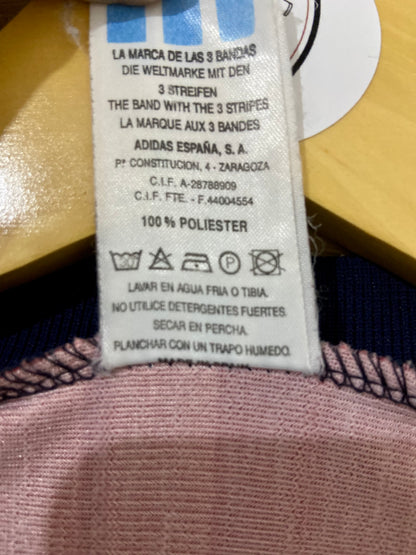 LA MARCA DE LAS 3 BANDAS
DIE WELTMARKE MIT DEN
3 STREIFEN
THE BAND WITH THE 3 STRIPES
LA MARQUE AUX 3 BANDES
ADIDAS ESPAÑA, S. A.
Pº CONSTITUCION, 4 - ZARAGOZA
C.I.F. A-28788909
C.I.F. FTE. - F.44004554
100% POLIESTER
LAVAR EN AGUA FRIA O TIBIA.
NO UTILICE DETERGENTES FUERTES.
SECAR EN PERCHA.
PLANCHAR CON UN TRAPO HUMEDO.